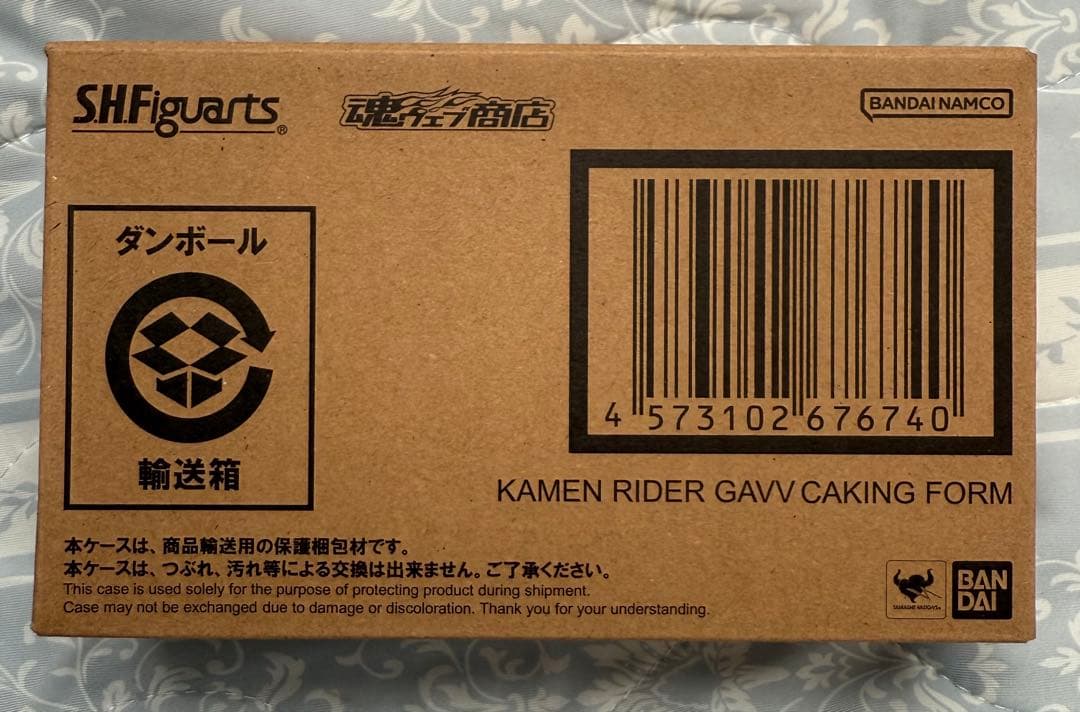 S.H.Figuarts®
魂ウェブ商店
BANDAI NAMCO
ダンボール
輸送箱
4 573102 676740
KAMEN RIDER GAVV CAKING FORM
本ケースは、商品輸送用の保護梱包材です。
本ケースは、つぶれ、汚れ等による交換は出来ません。ご了承ください。
This case is used solely for the purpose of protecting product during shipment.
Case may not be exchanged due to damage or discoloration. Thank you for your understanding.
TAMASHII NATIONS
BAN
DAI